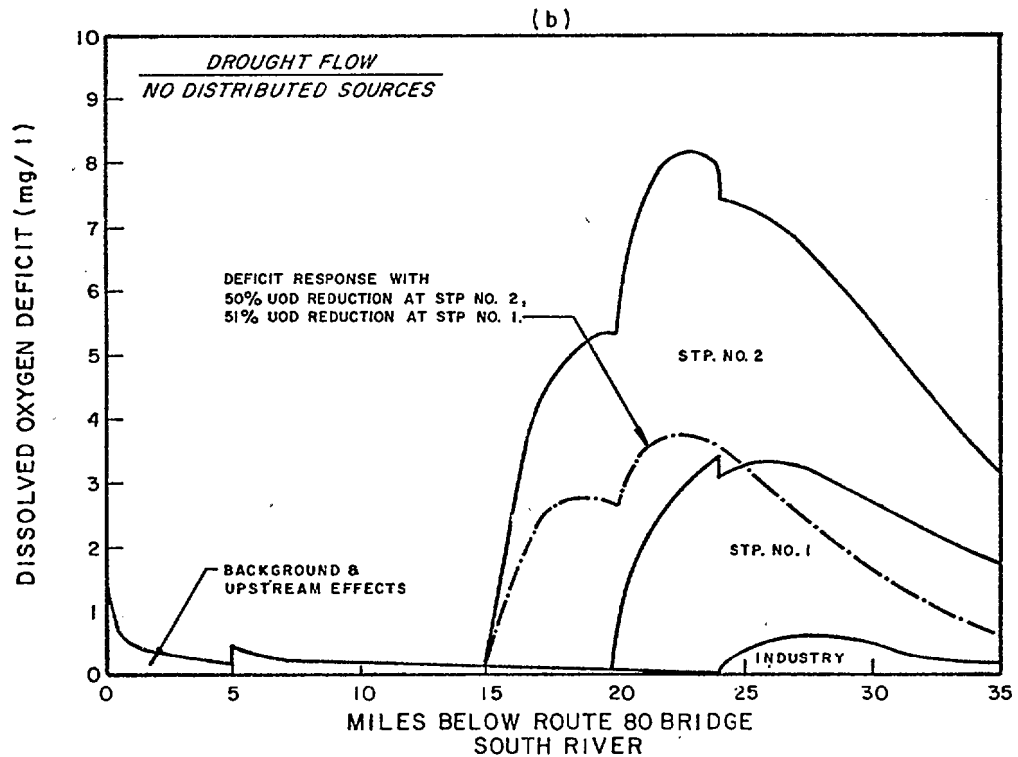 (b)
DROUGHT FLOW
NO DISTRIBUTED SOURCES
DISSOLVED OXYGEN DEFICIT (mg/l)
10
9
8
7
6
5
4
3
2
1
0
DEFICIT RESPONSE WITH
50% UOD REDUCTION AT STP NO. 2,
51% UOD REDUCTION AT STP NO. 1.
STP. NO. 2
STP. NO. 1
BACKGROUND &
UPSTREAM EFFECTS
INDUSTRY
0 5 10 15 20 25 30 35
MILES BELOW ROUTE 80 BRIDGE
SOUTH RIVER